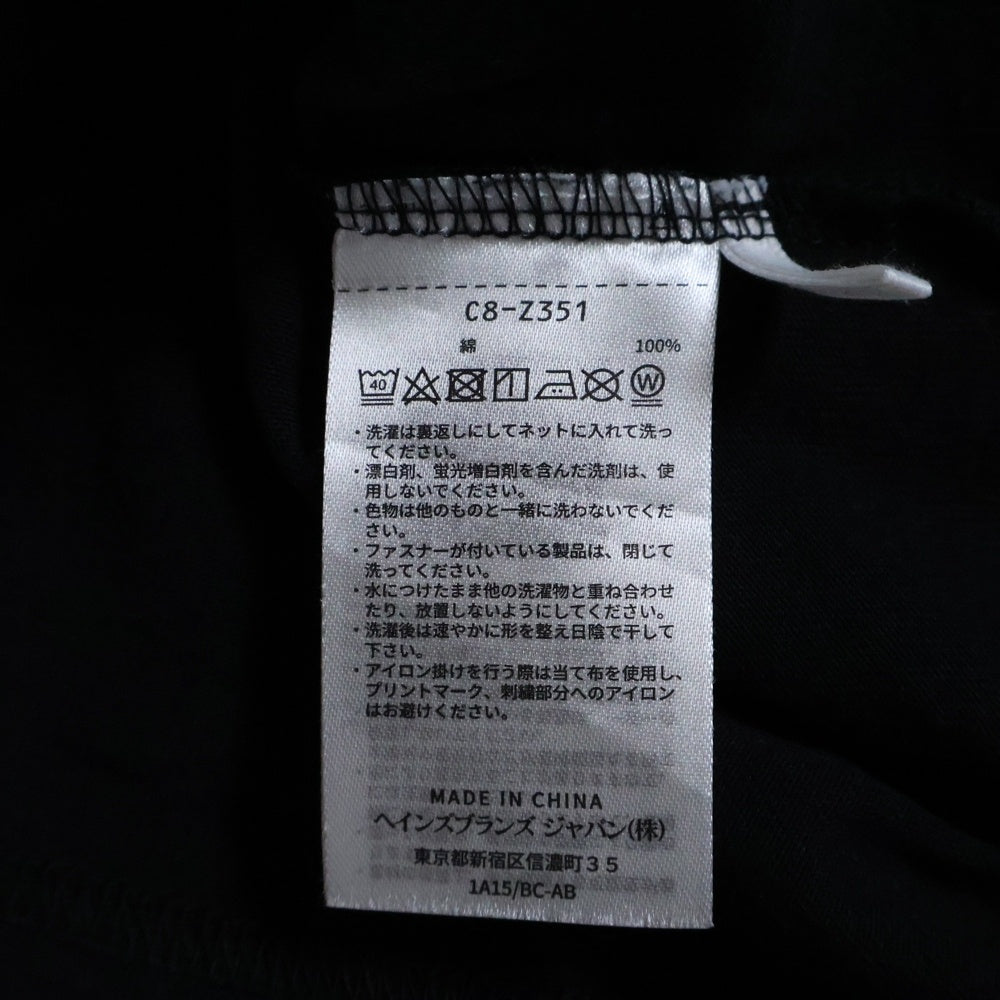 C8-Z351
綿 100%
40 W
・洗濯は裏返しにしてネットに入れて洗っ
てください。
・漂白剤、蛍光増白剤を含んだ洗剤は、使
用しないでください。
・色物は他のものと一緒に洗わないでくだ
さい。
・ファスナーが付いている製品は、閉じて
洗ってください。
・水につけたまま他の洗濯物と重ね合わせ
たり、放置しないようにしてください。
・洗濯後は速やかに形を整え日陰で干して
下さい。
・アイロン掛けを行う際は当て布を使用し、
プリントマーク、刺繍部分へのアイロン
はお避けください。
MADE IN CHINA
ヘインズブランズ ジャパン(株)
東京都新宿区信濃町35
1A15/BC-AB